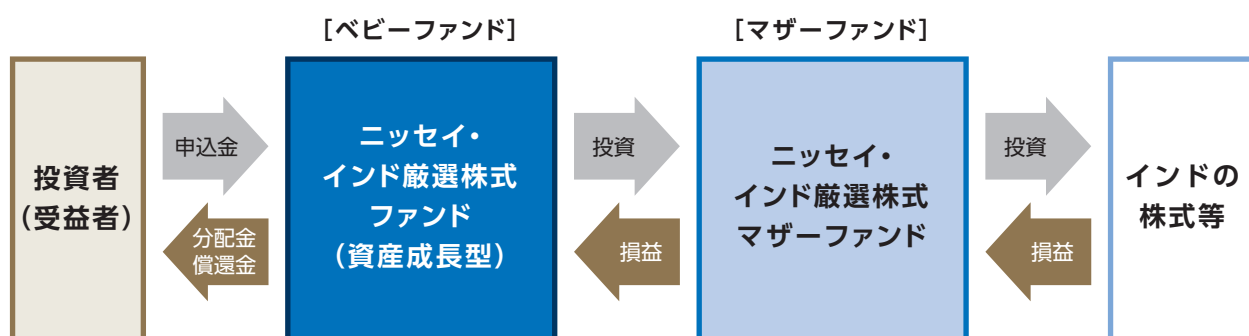 ［ベビーファンド］
［マザーファンド］
投資者
（受益者）
申込金
分配金
償還金
ニッセイ・
インド厳選株式
ファンド
（資産成長型）
投資
損益
ニッセイ・
インド厳選株式
マザーファンド
投資
損益
インドの
株式等